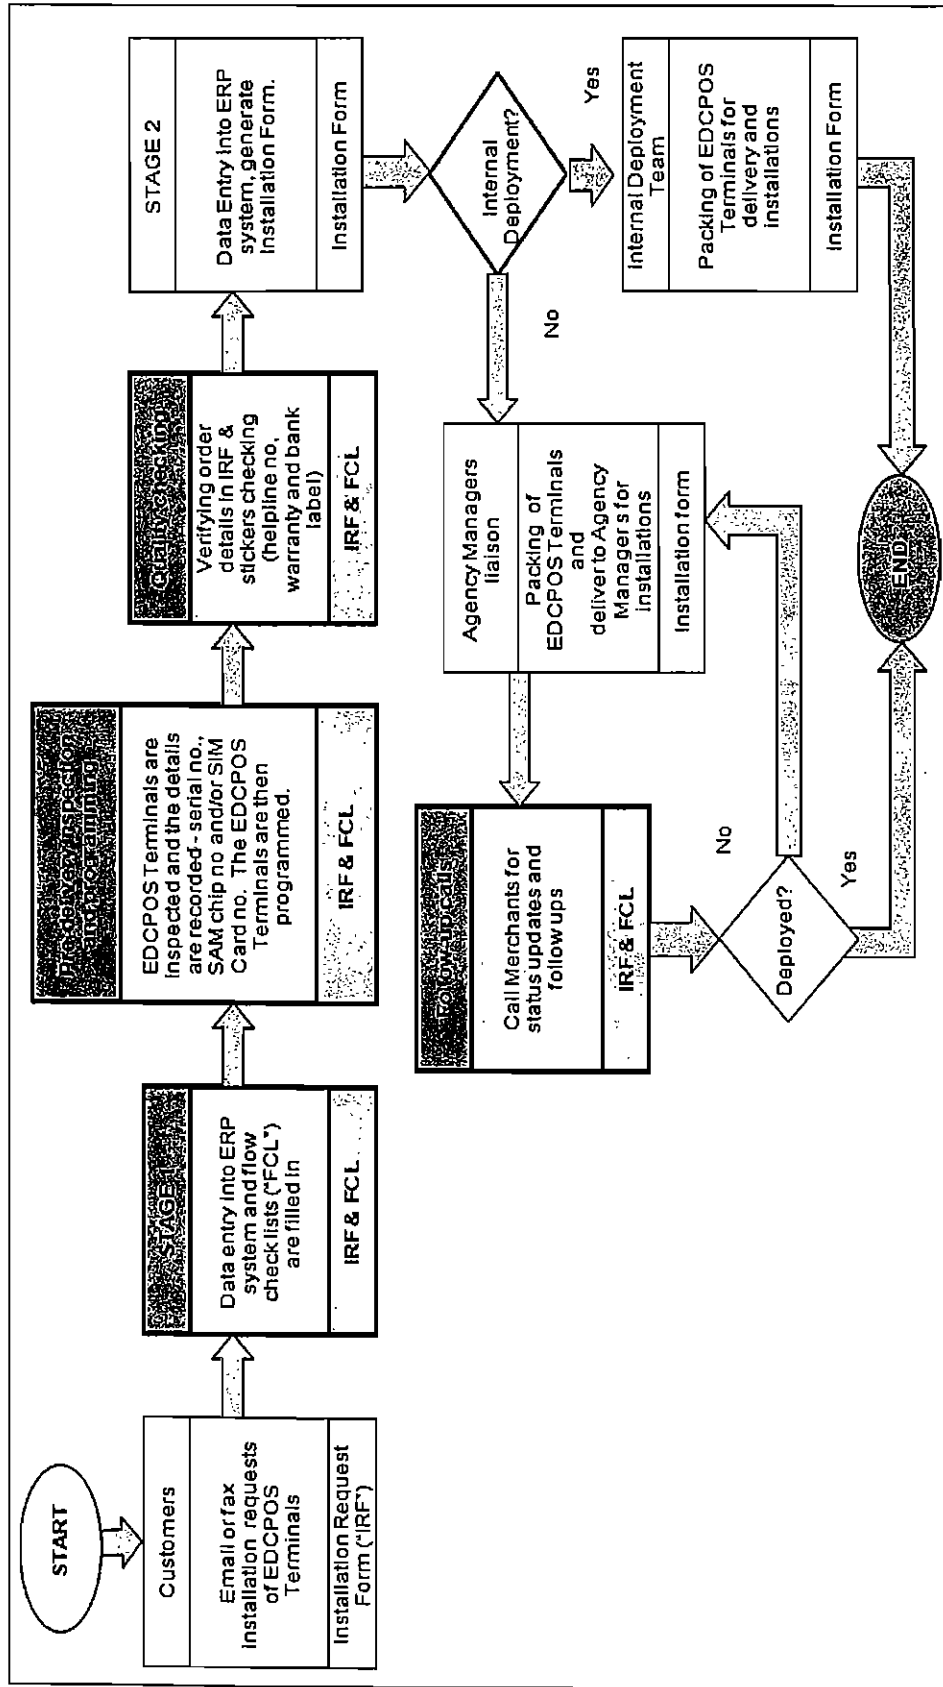 START
Customers
Email or fax
installation requests
of EDCPOS
Terminals
Installation Request
Form ("IRF")
STAGE 1
Data entry into ERP
system and flow
check lists ("FCL")
are filled in
IRF & FCL
Pre delivery inspection
and programming
EDCPOS Terminals are
Inspected and the details
are recorded - serial no.,
SAM chip no and/or SIM
Card no. The EDCPOS
Terminals are then
programmed.
IRF & FCL
Quality checking
Verifying order
details in IRF &
stickers checking
(helpline no,
warranty and bank
label)
IRF & FCL
STAGE 2
Data Entry into ERP
system, generate
Installation Form.
Installation Form
Internal
Deployment?
Yes
No
Internal Deployment
Team
Packing of EDCPOS
Terminals for
delivery and
installations
Installation Form
Agency Managers
liaison
Packing of
EDCPOS Terminals
and
deliver to Agency
Managers for
installations
Installation form
Follow-up calls
Call Merchants for
status updates and
follow ups
IRF & FCL
Deployed?
No
Yes
END